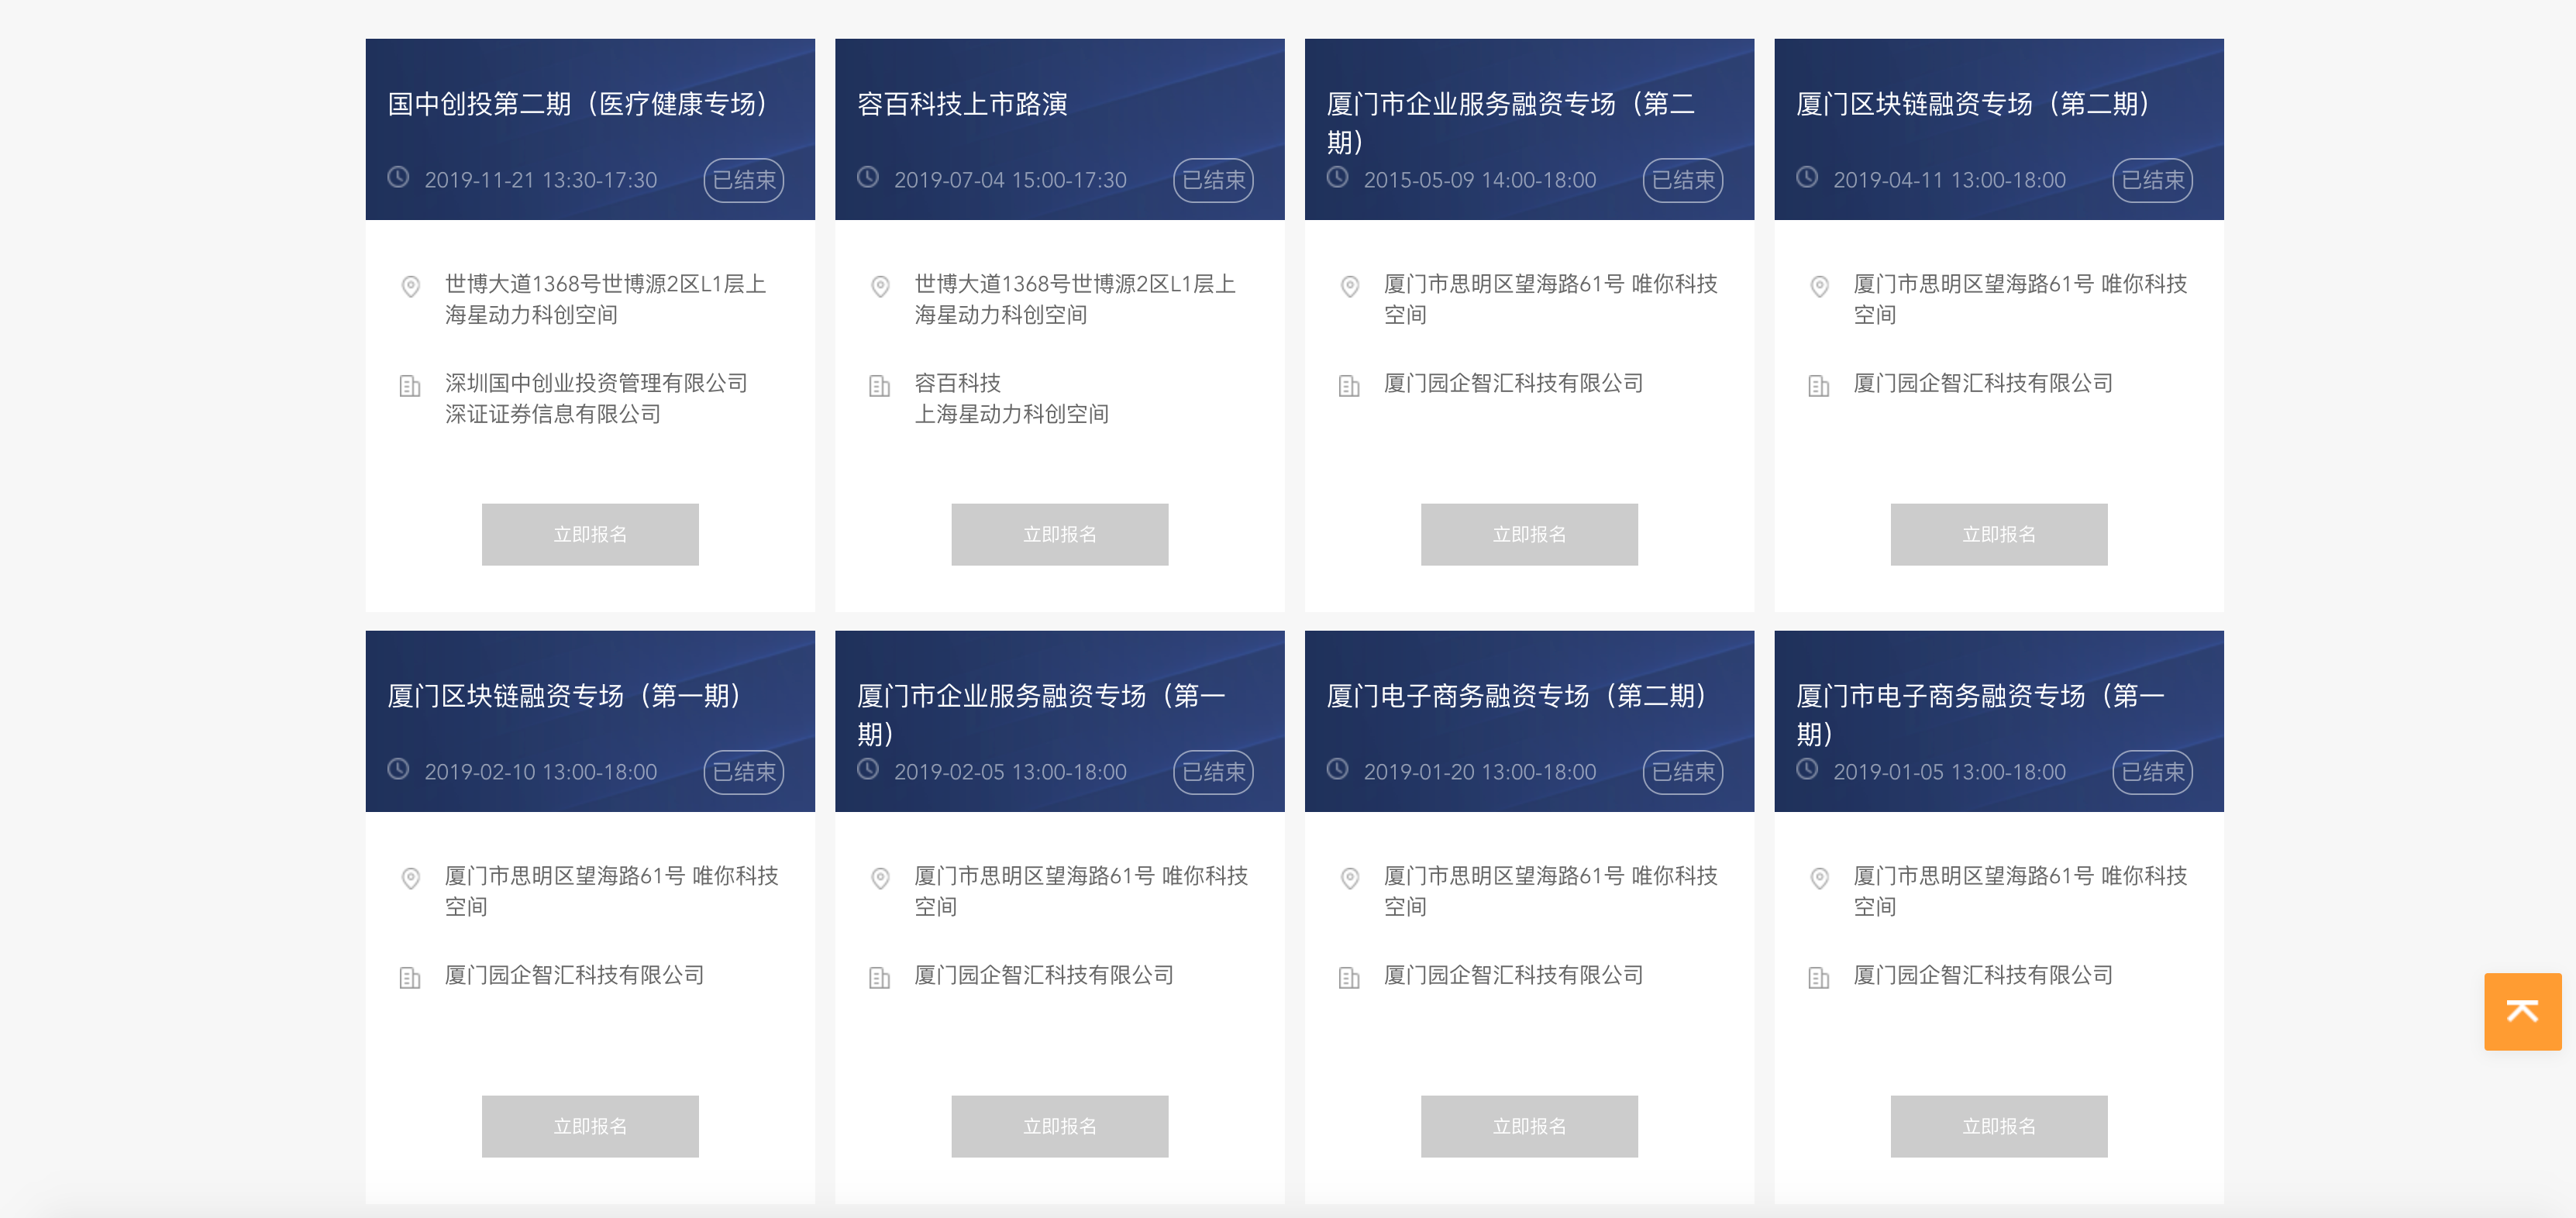 国中创投第二期（医疗健康专场）
2019-11-21 13:30-17:30
已结束
世博大道1368号世博源2区L1层上
海星动力科创空间
深圳国中创业投资管理有限公司
深证证券信息有限公司
立即报名
容百科技上市路演
2019-07-04 15:00-17:30
已结束
世博大道1368号世博源2区L1层上
海星动力科创空间
容百科技
上海星动力科创空间
立即报名
厦门市企业服务融资专场（第二
期）
2015-05-09 14:00-18:00
已结束
厦门市思明区望海路61号 唯你科技
空间
厦门园企智汇科技有限公司
立即报名
厦门区块链融资专场（第二期）
2019-04-11 13:00-18:00
已结束
厦门市思明区望海路61号 唯你科技
空间
厦门园企智汇科技有限公司
立即报名
厦门区块链融资专场（第一期）
2019-02-10 13:00-18:00
已结束
厦门市思明区望海路61号 唯你科技
空间
厦门园企智汇科技有限公司
立即报名
厦门市企业服务融资专场（第一
期）
2019-02-05 13:00-18:00
已结束
厦门市思明区望海路61号 唯你科技
空间
厦门园企智汇科技有限公司
立即报名
厦门电子商务融资专场（第二期）
2019-01-20 13:00-18:00
已结束
厦门市思明区望海路61号 唯你科技
空间
厦门园企智汇科技有限公司
立即报名
厦门市电子商务融资专场（第一
期）
2019-01-05 13:00-18:00
已结束
厦门市思明区望海路61号 唯你科技
空间
厦门园企智汇科技有限公司
立即报名